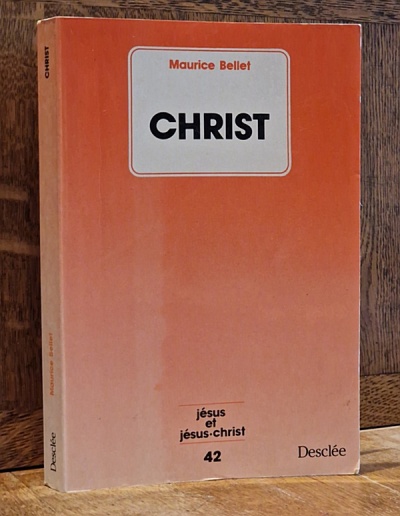 Maurice Bellet
CHRIST
jésus
et
jésus-christ
42
Desclée
CHRIST
Maurice Bellet
Desclée